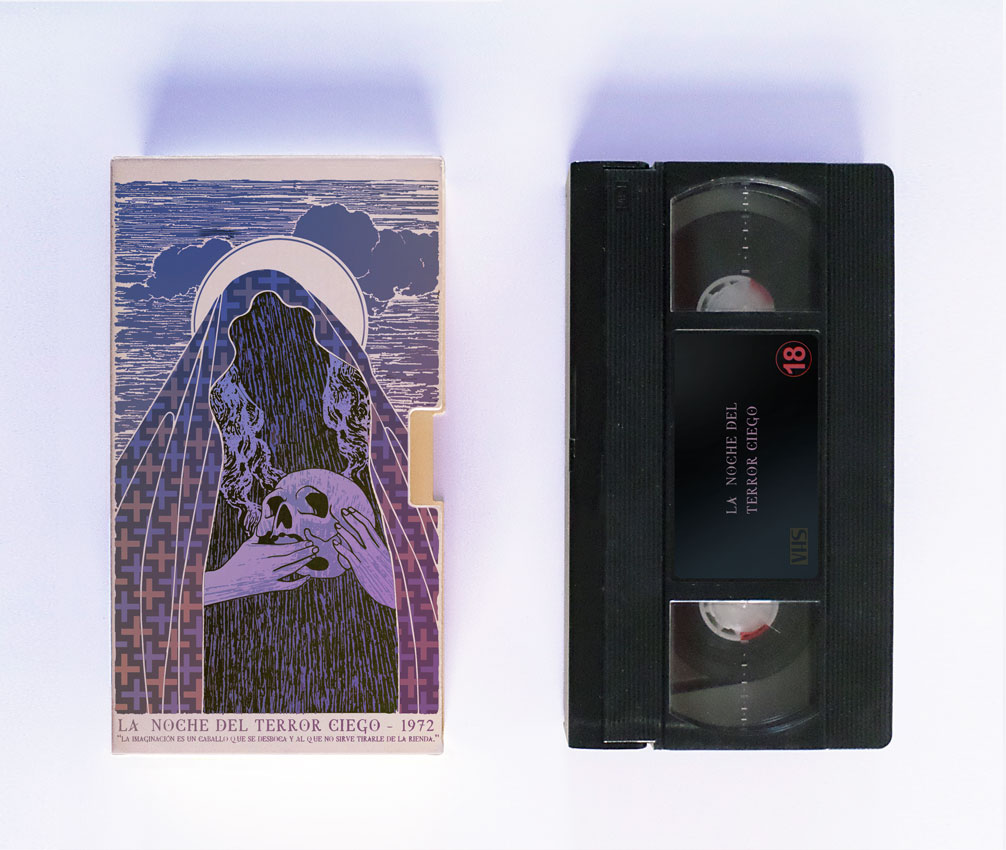 LA NOCHE DEL TERROR CIEGO - 1972
"LA IMAGINACIÓN ES UN CABALLO QUE SE DESBOCA Y AL QUE NO SIRVE TIRARLE DE LA RIENDA."
18
LA NOCHE DEL
TERROR CIEGO
VHS